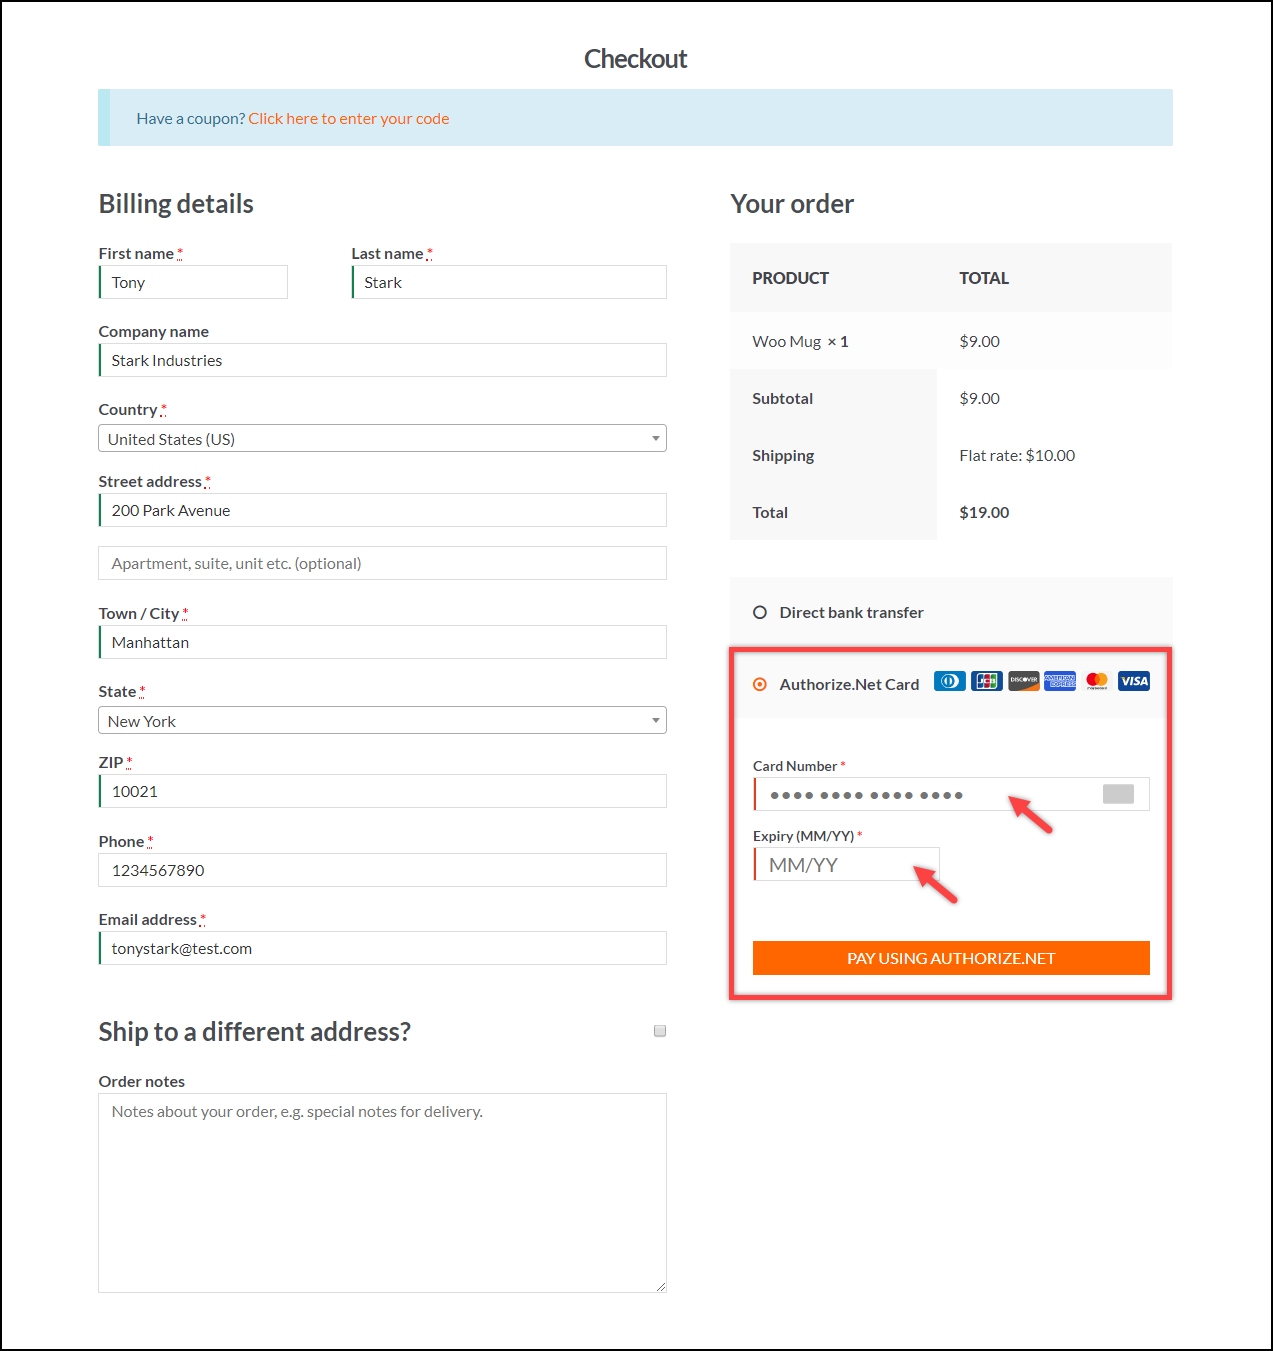 Checkout
Have a coupon? Click here to enter your code
Billing details
First name *
Last name *
Tony
Stark
Company name
Stark Industries
Country *
United States (US)
Street address *
200 Park Avenue
Apartment, suite, unit etc. (optional)
Town / City *
Manhattan
State *
New York
ZIP *
10021
Phone *
1234567890
Email address *
tonystark@test.com
Ship to a different address?
Order notes
Notes about your order, e.g. special notes for delivery.
Your order
PRODUCT TOTAL
Woo Mug × 1 $9.00
Subtotal $9.00
Shipping Flat rate: $10.00
Total $19.00
Direct bank transfer
Authorize.Net Card JCB DISCOVER AMERICAN EXPRESS VISA
Card Number *
•••• •••• •••• ••••
Expiry (MM/YY) *
MM/YY
PAY USING AUTHORIZE.NET